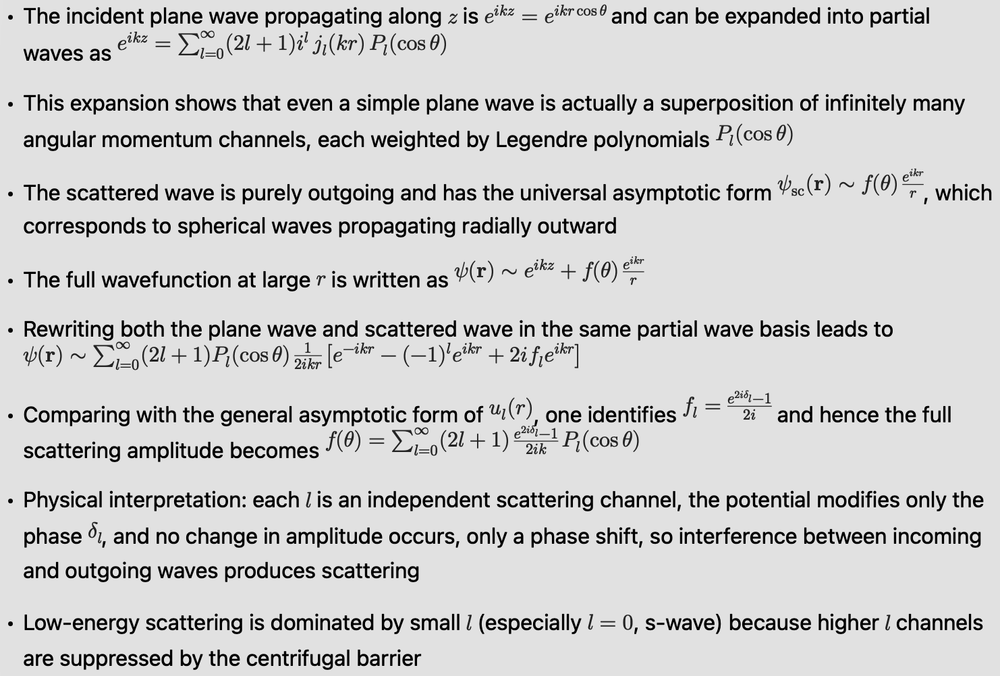 • The incident plane wave propagating along $z$ is $e^{ikz} = e^{ikr\cos\theta}$ and can be expanded into partial
waves as $e^{ikz} = \sum_{l=0}^{\infty}(2l+1)i^l j_l(kr) P_l(\cos\theta)$
• This expansion shows that even a simple plane wave is actually a superposition of infinitely many
angular momentum channels, each weighted by Legendre polynomials $P_l(\cos\theta)$
• The scattered wave is purely outgoing and has the universal asymptotic form $\psi_{\mathrm{sc}}(\mathbf{r}) \sim f(\theta)\frac{e^{ikr}}{r}$, which
corresponds to spherical waves propagating radially outward
• The full wavefunction at large $r$ is written as $\psi(\mathbf{r}) \sim e^{ikz} + f(\theta)\frac{e^{ikr}}{r}$
• Rewriting both the plane wave and scattered wave in the same partial wave basis leads to
$\psi(\mathbf{r}) \sim \sum_{l=0}^{\infty}(2l+1)P_l(\cos\theta)\frac{1}{2ikr}[e^{-ikr} - (-1)^l e^{ikr} + 2if_l e^{ikr}]$
• Comparing with the general asymptotic form of $u_l(r)$, one identifies $f_l = \frac{e^{2i\delta_l}-1}{2i}$ and hence the full
scattering amplitude becomes $f(\theta) = \sum_{l=0}^{\infty}(2l+1)\frac{e^{2i\delta_l}-1}{2ik}P_l(\cos\theta)$
• Physical interpretation: each $l$ is an independent scattering channel, the potential modifies only the
phase $\delta_l$, and no change in amplitude occurs, only a phase shift, so interference between incoming
and outgoing waves produces scattering
• Low-energy scattering is dominated by small $l$ (especially $l = 0$, s-wave) because higher $l$ channels
are suppressed by the centrifugal barrier